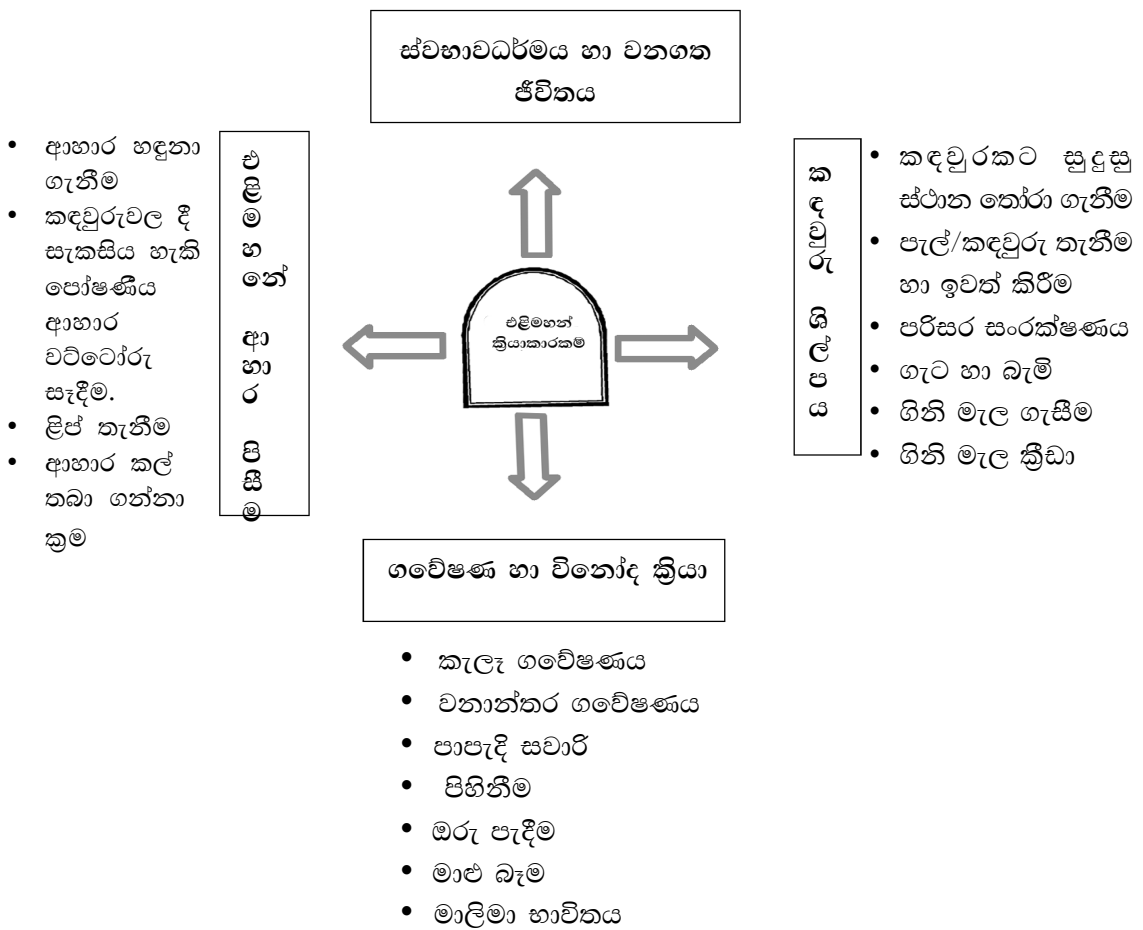 ස්වභාවධර්මය හා වනගත
ජීවිතය
• ආහාර හඳුනා
ගැනීම
• කඳවුරුවල දී
සැකසිය හැකි
පෝෂණීය
ආහාර
වට්ටෝරු
සෑදීම.
• ළිප් තැනීම
• ආහාර කල්
තබා ගන්නා
ක්‍රම
එ
ළි
ම
හ
නේ
ආ
හා
ර
පි
සී
ම
එළිමහන්
ක්‍රියාකාරකම්
ක
ඳ
වු
රු
ශි
ල්
ප
ය
• කඳවුරකට සුදුසු
ස්ථාන තෝරා ගැනීම
• පැල්/කඳවුරු තැනීම
හා ඉවත් කිරීම
• පරිසර සංරක්ෂණය
• ගැට හා බැමි
• ගිනි මැල ගැසීම
• ගිනි මැල ක්‍රීඩා
ගවේෂණ හා විනෝද ක්‍රියා
• කැලෑ ගවේෂණය
• වනාන්තර ගවේෂණය
• පාපැදි සවාරි
• පිහිනීම
• ඔරු පැදීම
• මාළු බෑම
• මාලිමා භාවිතය